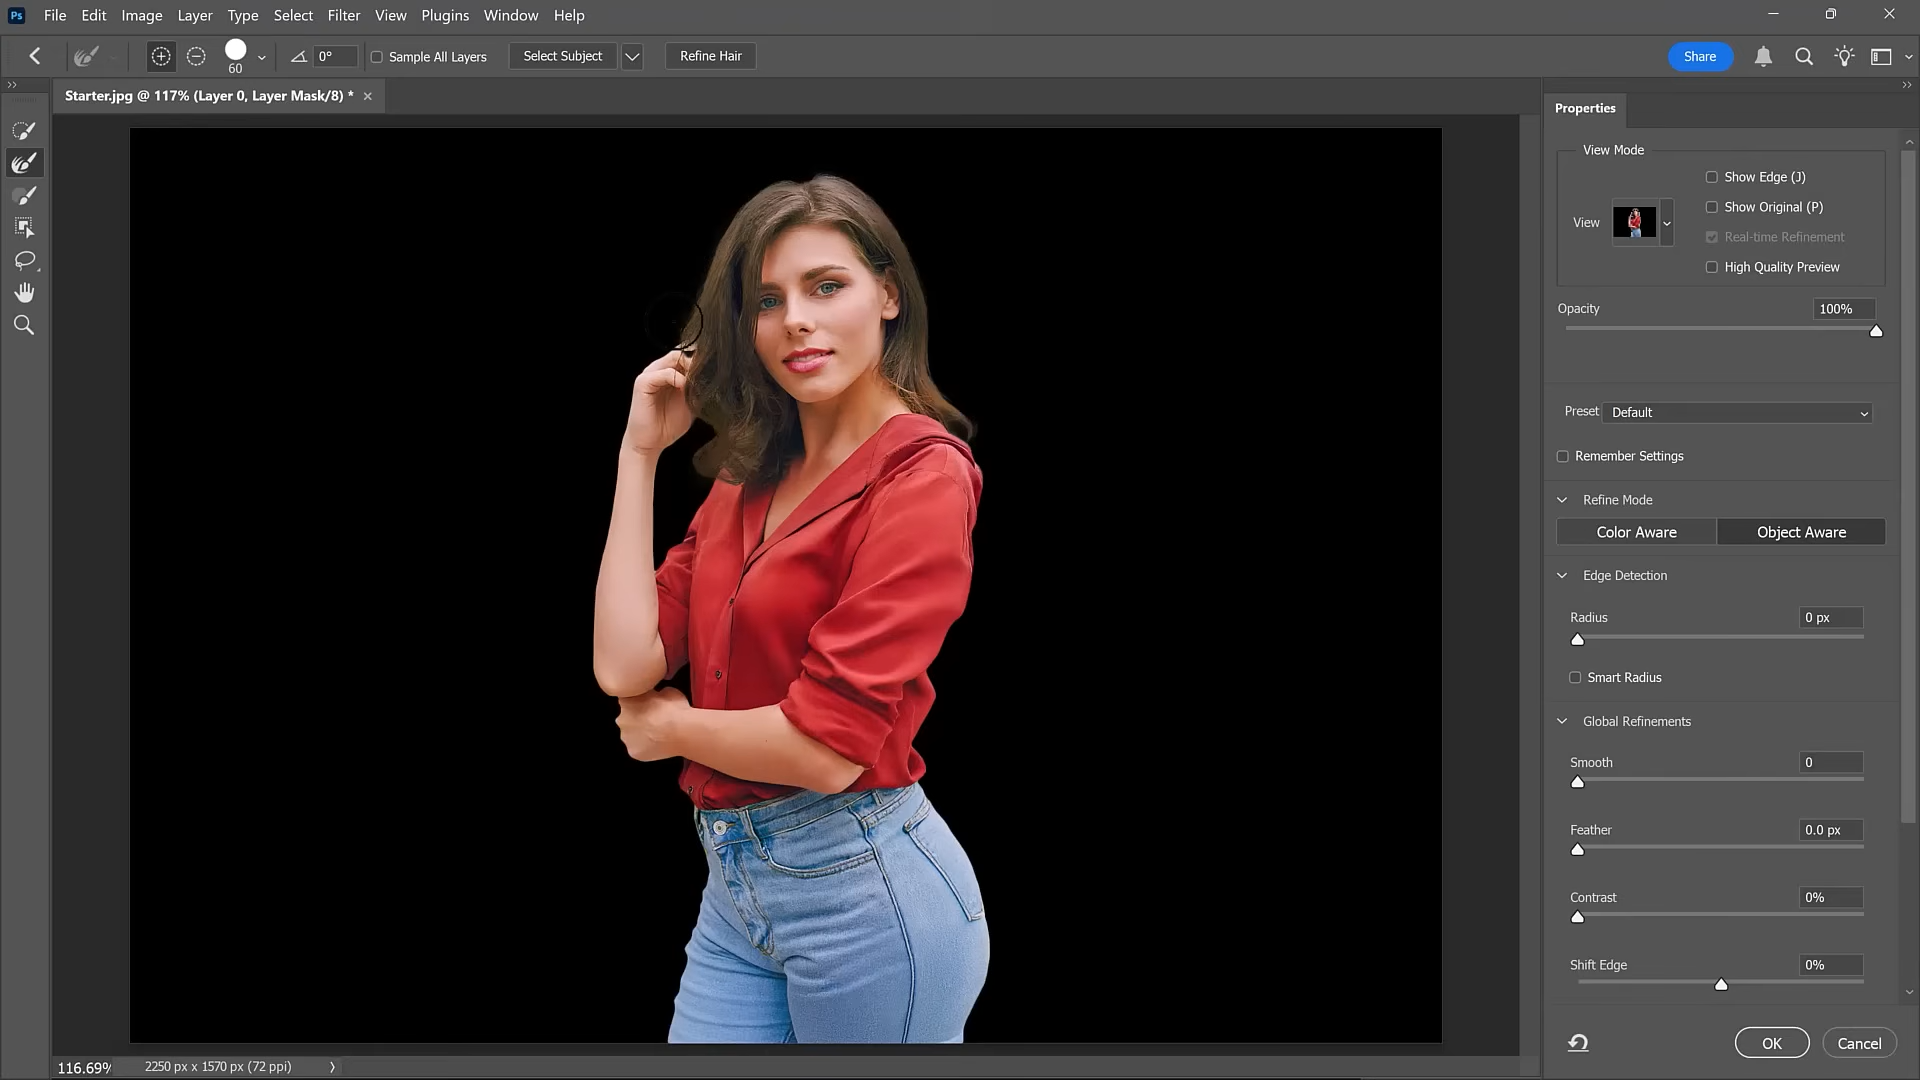 Ps File Edit Image Layer Type Select Filter View Plugins Window Help
60 0° Sample All Layers Select Subject Refine Hair Share
Starter.jpg @ 117% (Layer 0, Layer Mask/8) * ×
Properties
View Mode
Show Edge (J)
Show Original (P)
View
Real-time Refinement
High Quality Preview
Opacity 100%
Preset Default
Remember Settings
Refine Mode
Color Aware Object Aware
Edge Detection
Radius 0 px
Smart Radius
Global Refinements
Smooth 0
Feather 0.0 px
Contrast 0%
Shift Edge 0%
OK Cancel
116.69% 2250 px x 1570 px (72 ppi)